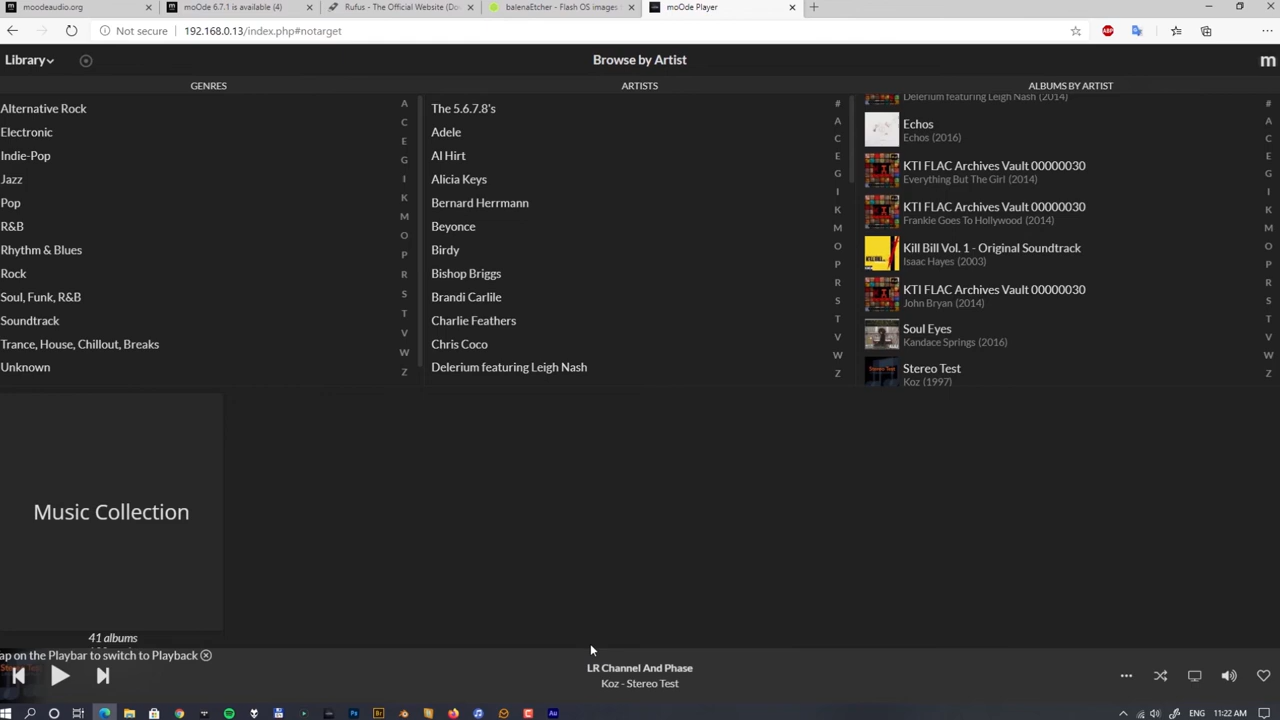 moodeaudio.org
moOde 6.7.1 is available (4)
Rufus - The Official Website (Do
balenaEtcher - Flash OS images
moOde Player
Not secure
192.168.0.13/index.php#notarget
ABP
Library
Browse by Artist
m
GENRES
ARTISTS
ALBUMS BY ARTIST
Alternative Rock
Electronic
Indie-Pop
Jazz
Pop
R&B
Rhythm & Blues
Rock
Soul, Funk, R&B
Soundtrack
Trance, House, Chillout, Breaks
Unknown
A
C
E
G
I
K
M
O
P
R
S
T
V
W
Z
The 5.6.7.8's
Adele
Al Hirt
Alicia Keys
Bernard Herrmann
Beyonce
Birdy
Bishop Briggs
Brandi Carlile
Charlie Feathers
Chris Coco
Delerium featuring Leigh Nash
#
A
C
E
G
I
K
M
O
P
R
S
T
V
W
Z
Delerium featuring Leigh Nash (2014)
Echos
Echos (2016)
KTI FLAC Archives Vault 00000030
Everything But The Girl (2014)
KTI FLAC Archives Vault 00000030
Frankie Goes To Hollywood (2014)
Kill Bill Vol. 1 - Original Soundtrack
Isaac Hayes (2003)
KTI FLAC Archives Vault 00000030
John Bryan (2014)
Soul Eyes
Kandace Springs (2016)
Stereo Test
Koz (1997)
#
A
C
E
G
I
K
M
O
P
R
S
T
V
W
Z
Music Collection
41 albums
ap on the Playbar to switch to Playback
LR Channel And Phase
Koz - Stereo Test
ENG
11:22 AM